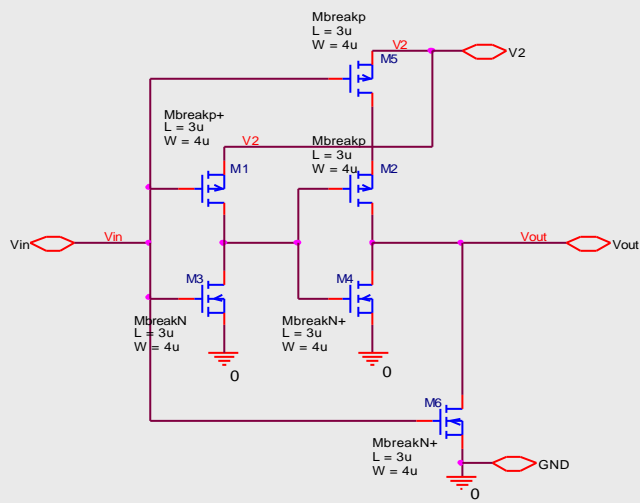 Mbreakp
L = 3u
W = 4u
V2
V2
M5
Mbreakp+
L = 3u
W = 4u
V2
Mbreakp
L = 3u
W = 4u
M1
M2
Vin
Vin
Vout
Vout
M3
M4
MbreakN
L = 3u
W = 4u
MbreakN+
L = 3u
W = 4u
0
0
M6
MbreakN+
L = 3u
W = 4u
GND
0